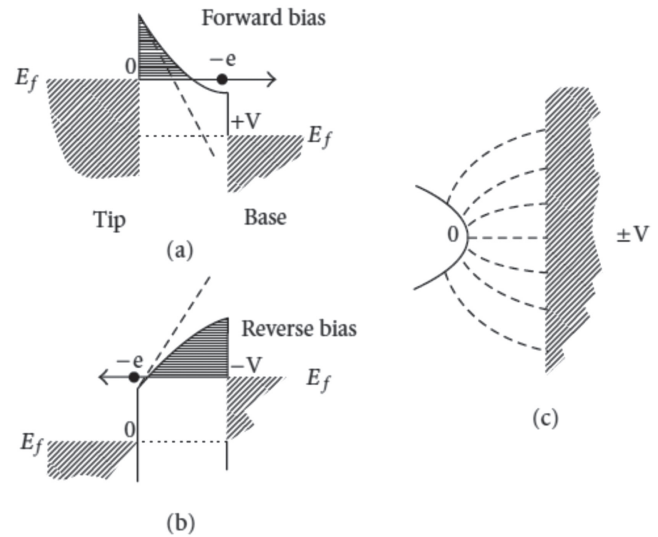 Forward bias
0
−e
E_f
+V
E_f
Tip
Base
(a)
Reverse bias
−e
−V
E_f
0
E_f
(b)
0
±V
(c)